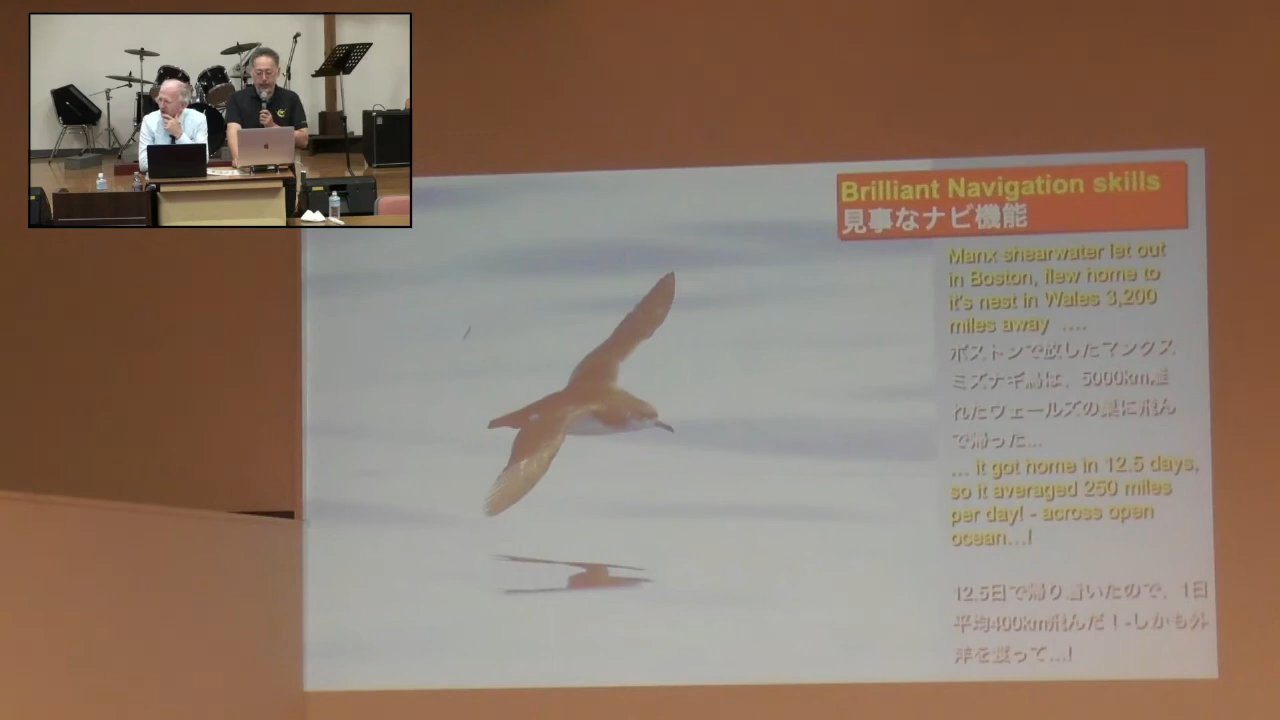 Brilliant Navigation skills
見事なナビ機能
Manx shearwater let out
in Boston, flew home to
it's nest in Wales 3,200
miles away ....
ボストンで放したマンクス
ミズナギ鳥は、5000km離
れたウェールズの巣に飛ん
で帰った...
... it got home in 12.5 days,
so it averaged 250 miles
per day! - across open
ocean...!
12.5日で帰り着いたので、1日
平均400km飛んだ！-しかも外
洋を渡って...!